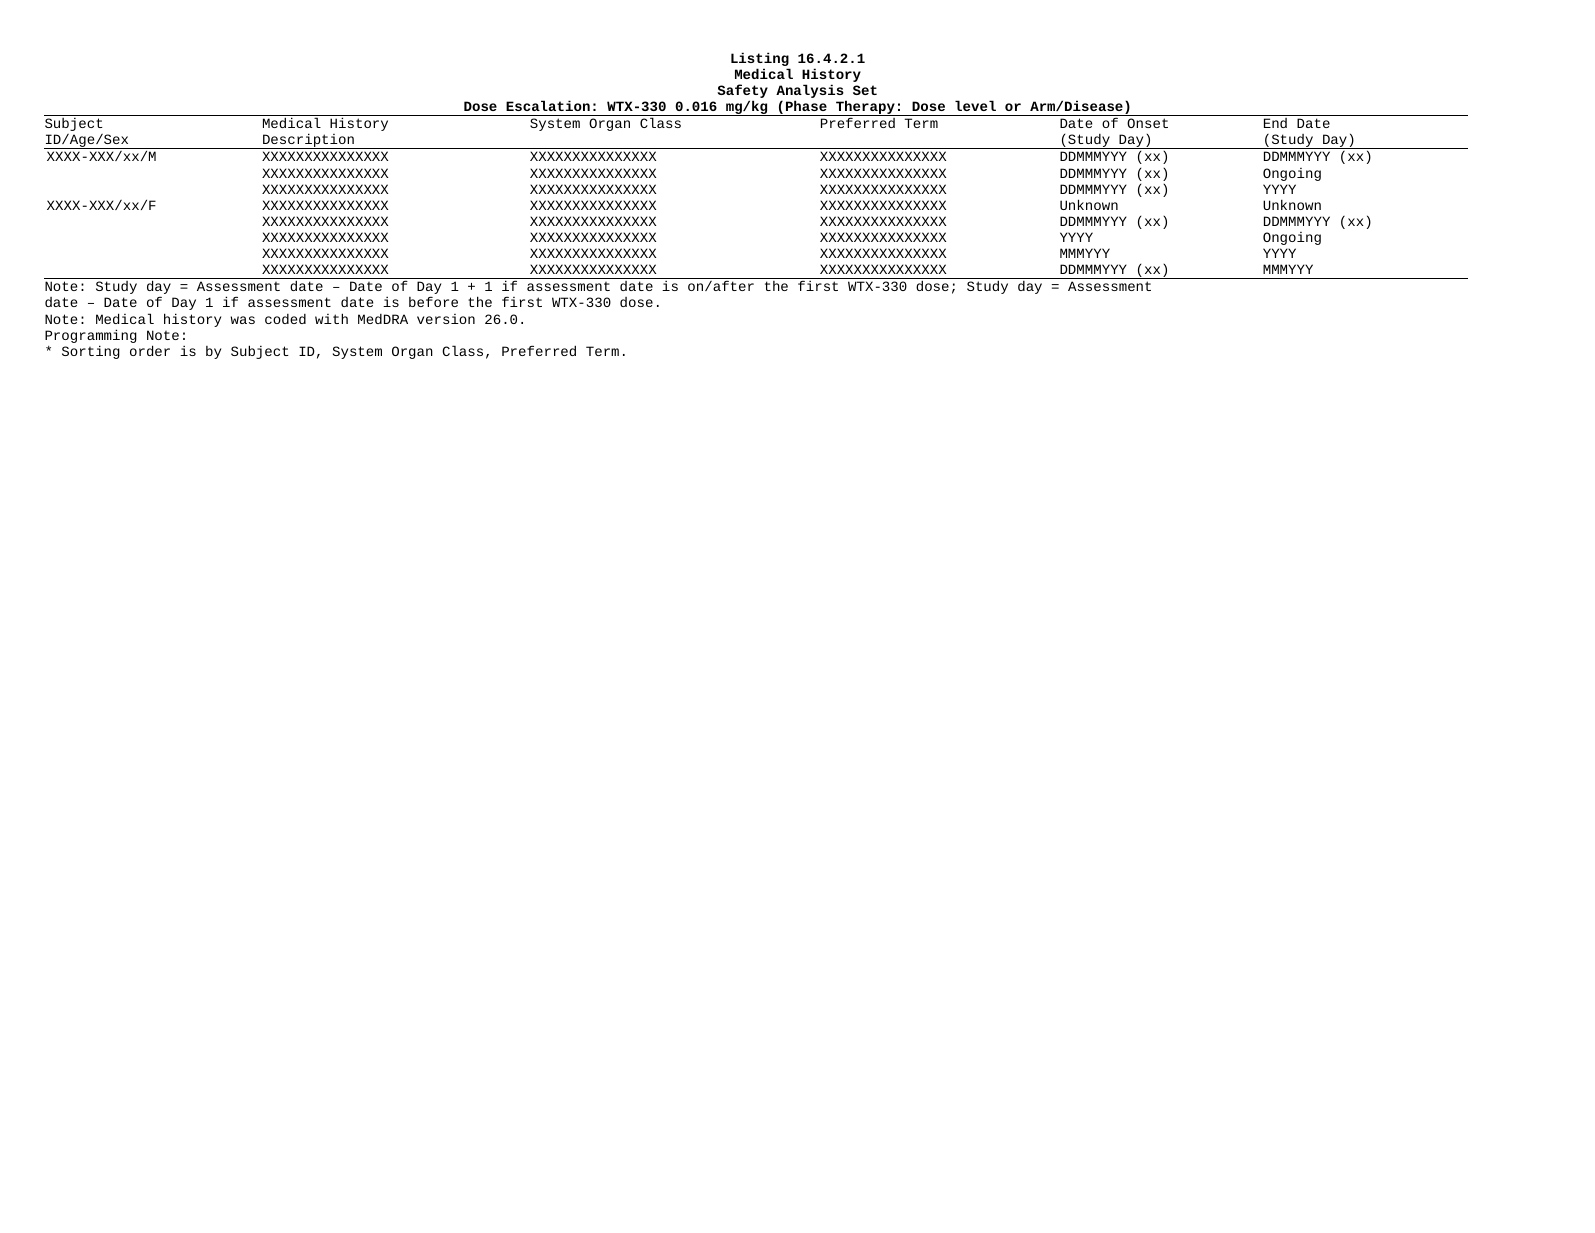 Listing 16.4.2.1
Medical History
Safety Analysis Set
Dose Escalation: WTX-330 0.016 mg/kg (Phase Therapy: Dose level or Arm/Disease)
Subject Medical History System Organ Class Preferred Term Date of Onset End Date
ID/Age/Sex Description (Study Day) (Study Day)
XXXX-XXX/xx/M XXXXXXXXXXXXXXX XXXXXXXXXXXXXXX XXXXXXXXXXXXXXX DDMMMYYY (xx) DDMMMYYY (xx)
XXXXXXXXXXXXXXX XXXXXXXXXXXXXXX XXXXXXXXXXXXXXX DDMMMYYY (xx) Ongoing
XXXXXXXXXXXXXXX XXXXXXXXXXXXXXX XXXXXXXXXXXXXXX DDMMMYYY (xx) YYYY
XXXX-XXX/xx/F XXXXXXXXXXXXXXX XXXXXXXXXXXXXXX XXXXXXXXXXXXXXX Unknown Unknown
XXXXXXXXXXXXXXX XXXXXXXXXXXXXXX XXXXXXXXXXXXXXX DDMMMYYY (xx) DDMMMYYY (xx)
XXXXXXXXXXXXXXX XXXXXXXXXXXXXXX XXXXXXXXXXXXXXX YYYY Ongoing
XXXXXXXXXXXXXXX XXXXXXXXXXXXXXX XXXXXXXXXXXXXXX MMMYYY YYYY
XXXXXXXXXXXXXXX XXXXXXXXXXXXXXX XXXXXXXXXXXXXXX DDMMMYYY (xx) MMMYYY
Note: Study day = Assessment date – Date of Day 1 + 1 if assessment date is on/after the first WTX-330 dose; Study day = Assessment
date – Date of Day 1 if assessment date is before the first WTX-330 dose.
Note: Medical history was coded with MedDRA version 26.0.
Programming Note:
* Sorting order is by Subject ID, System Organ Class, Preferred Term.